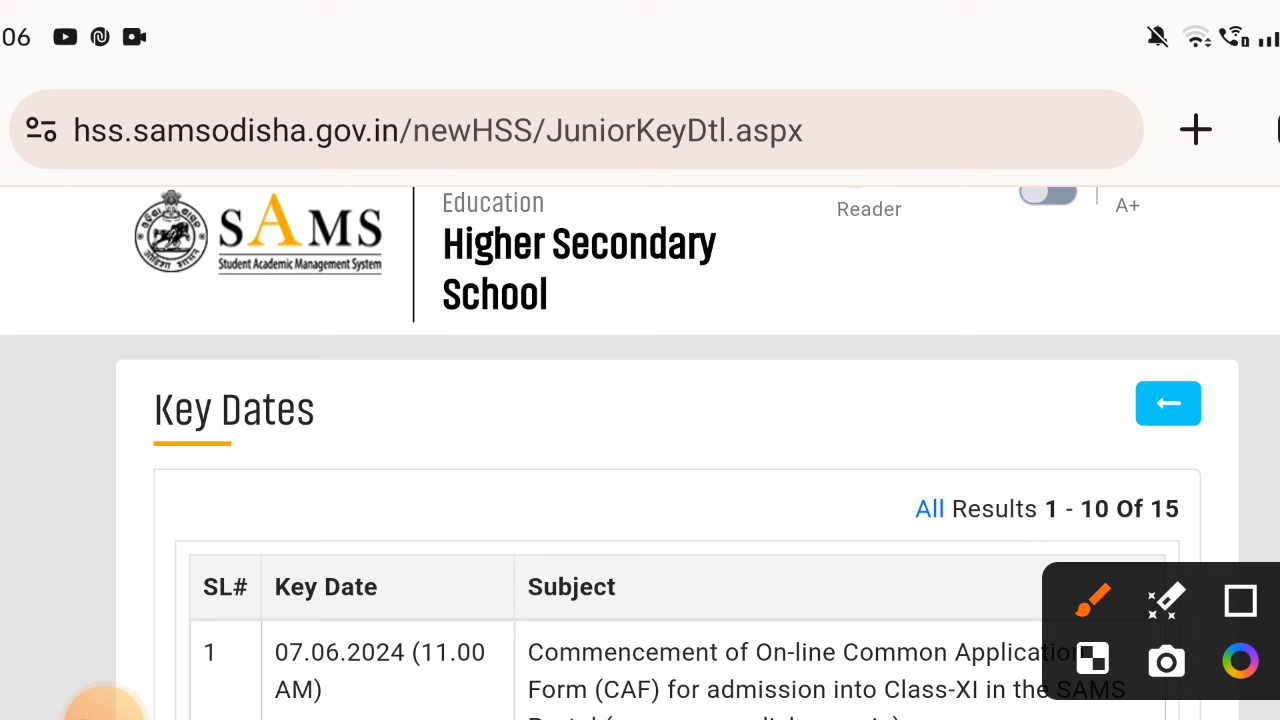 06
hss.samsodisha.gov.in/newHSS/JuniorKeyDtl.aspx
SAMS
Student Academic Management System
Education
Higher Secondary
School
Reader
A+
Key Dates
All Results 1 - 10 Of 15
SL# Key Date Subject
1 07.06.2024 (11.00 Commencement of On-line Common Application
AM) Form (CAF) for admission into Class-XI in the SAMS